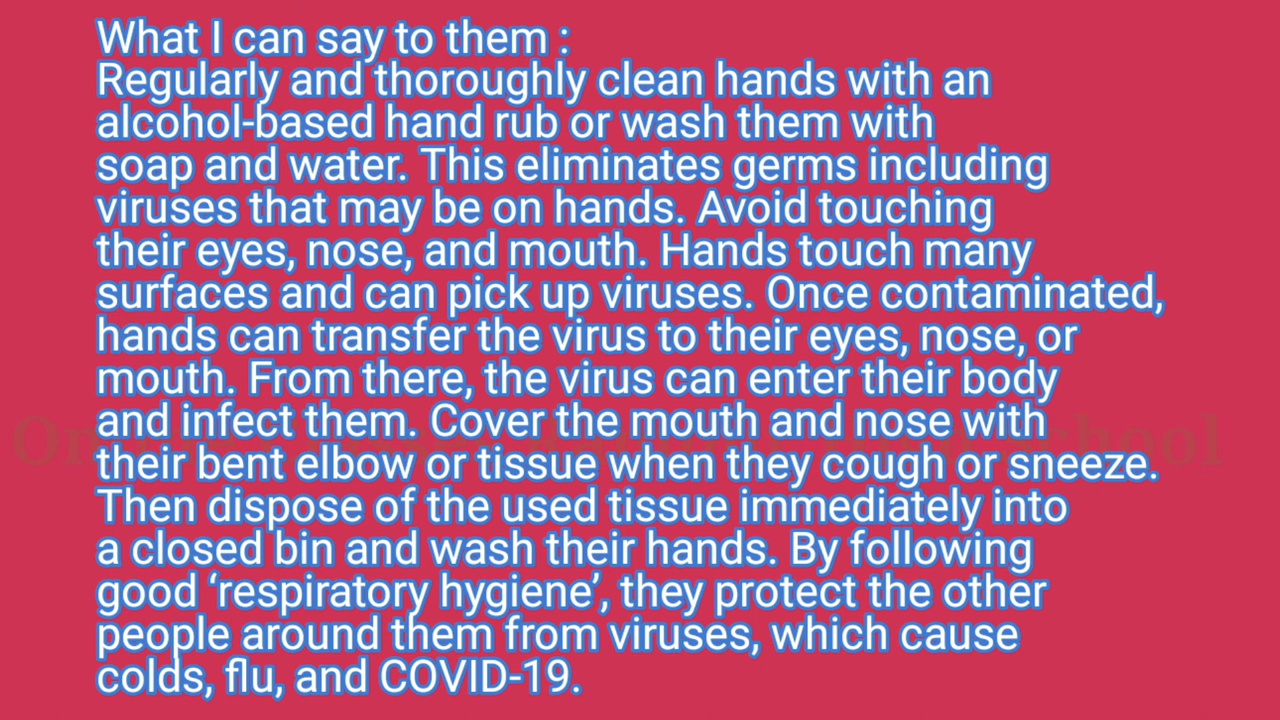 What I can say to them :
Regularly and thoroughly clean hands with an
alcohol-based hand rub or wash them with
soap and water. This eliminates germs including
viruses that may be on hands. Avoid touching
their eyes, nose, and mouth. Hands touch many
surfaces and can pick up viruses. Once contaminated,
hands can transfer the virus to their eyes, nose, or
mouth. From there, the virus can enter their body
and infect them. Cover the mouth and nose with
their bent elbow or tissue when they cough or sneeze.
Then dispose of the used tissue immediately into
a closed bin and wash their hands. By following
good ‘respiratory hygiene’, they protect the other
people around them from viruses, which cause
colds, flu, and COVID-19.